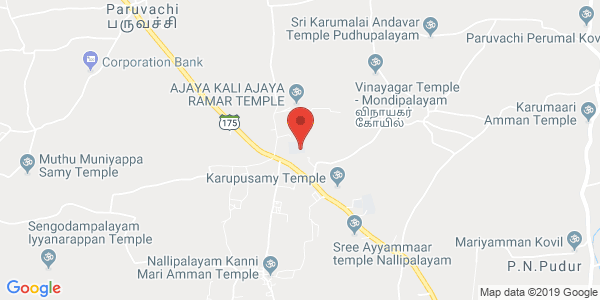 Paruvachi
பருவச்சி
Sri Karumalai Andavar
Temple Pudhupalayam
Paruvachi Perumal Kovil
Corporation Bank
AJAYA KALI AJAYA
RAMAR TEMPLE
Vinayagar Temple
- Mondipalayam
விநாயகர்
கோயில்
Karumaari
Amman Temple
175
Muthu Muniyappa
Samy Temple
Karupusamy Temple
Sengodampalayam
Iyyanarappan Temple
Sree Ayyammaar
temple Nallipalayam
Mariyamman Kovil
Nallipalayam Kanni
Mari Amman Temple
P.N.Pudur
Google
Map data ©2019 Google